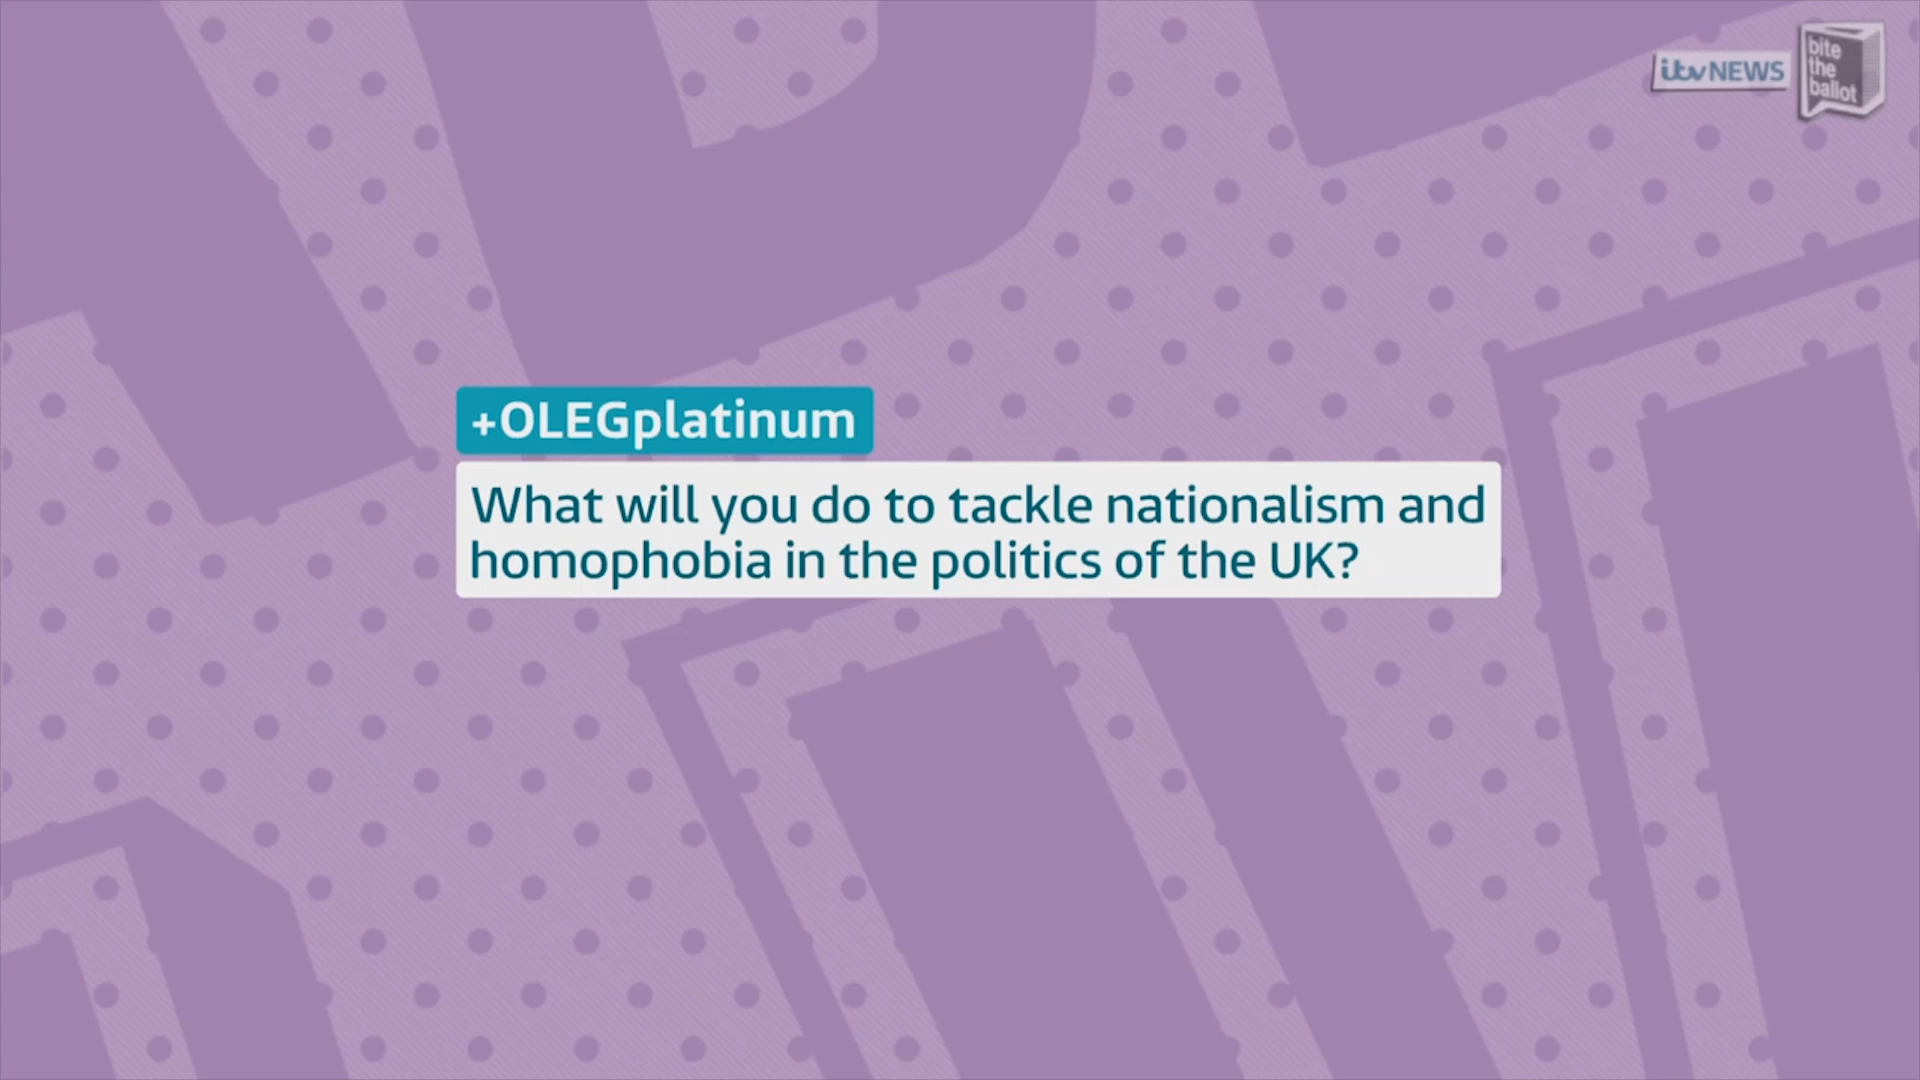 itv NEWS
bite
the
ballot
+OLEGplatinum
What will you do to tackle nationalism and
homophobia in the politics of the UK?